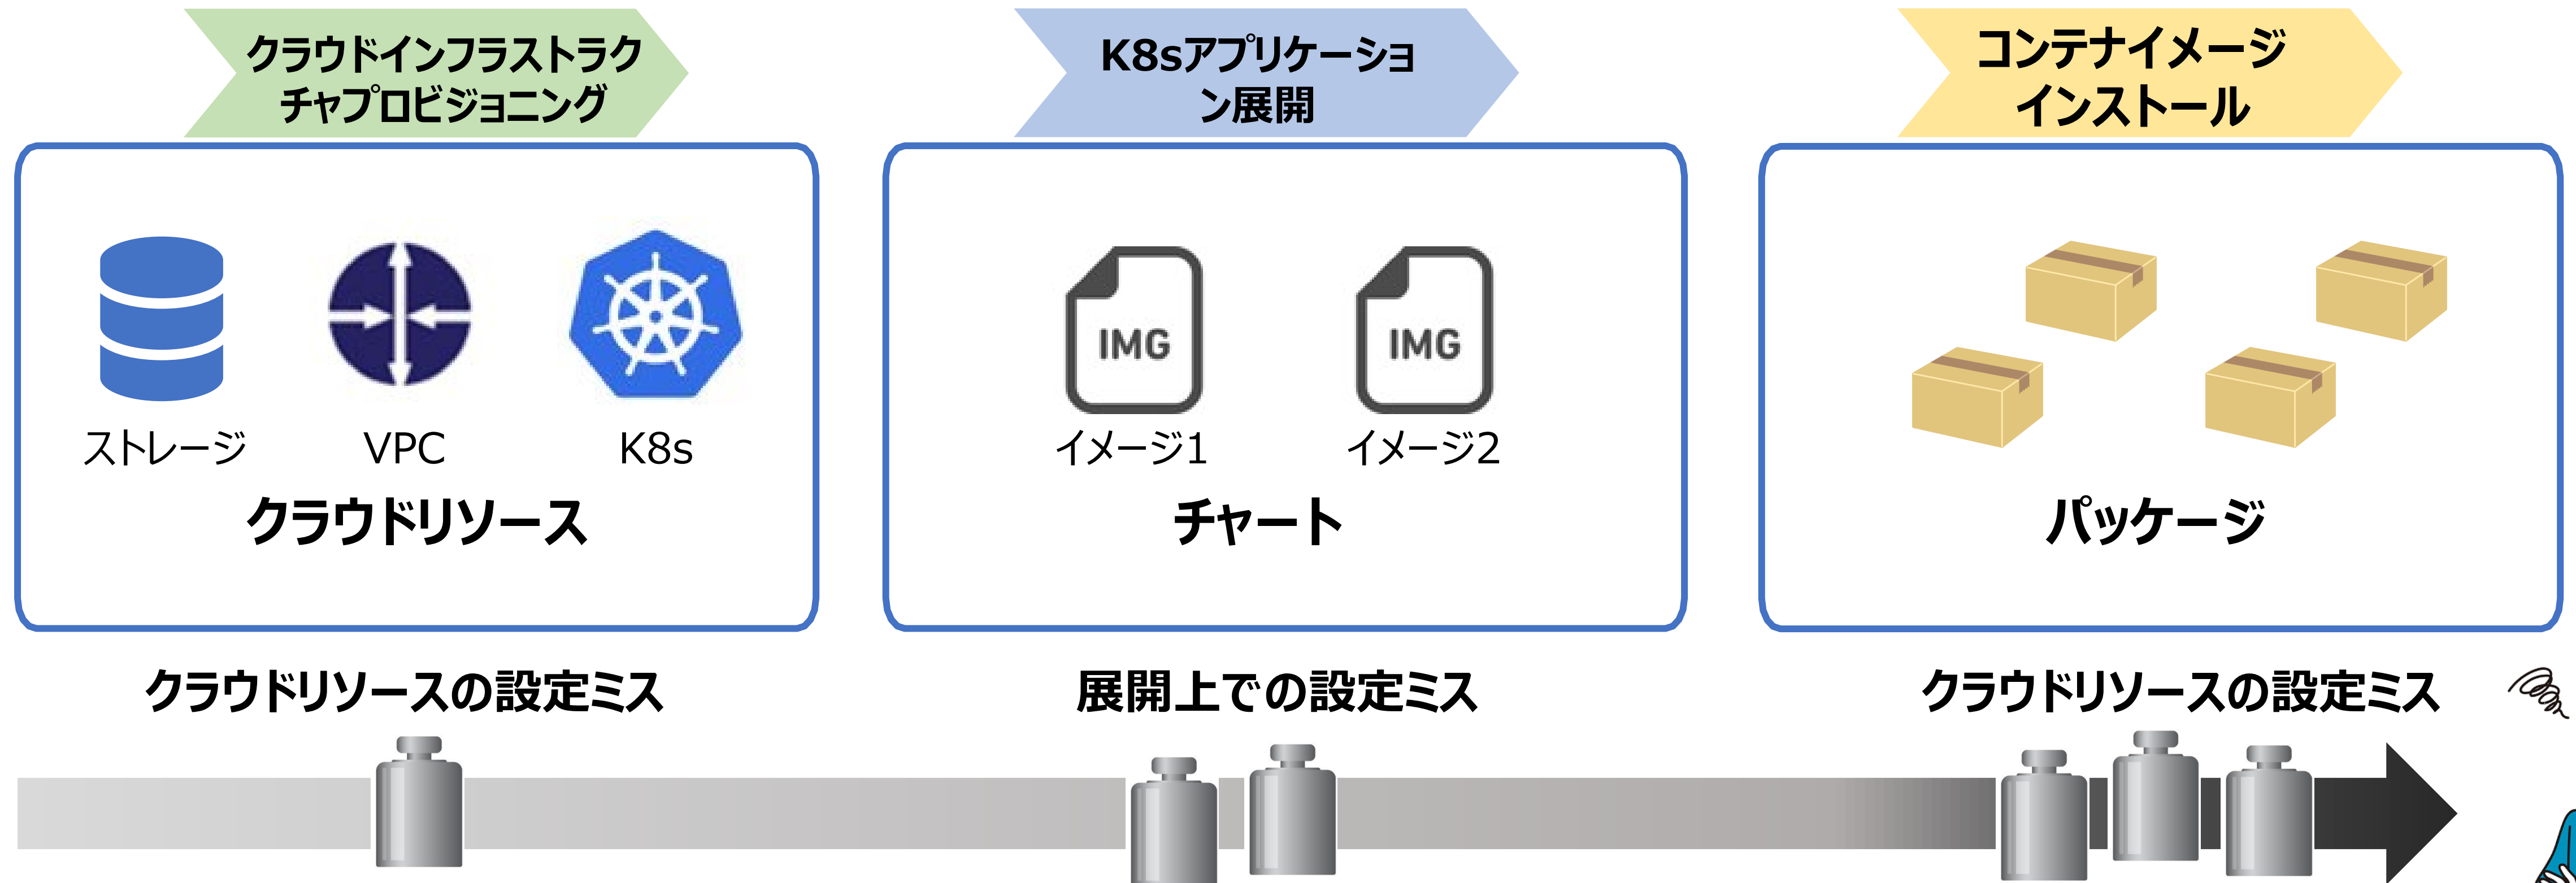 クラウドインフラストラク
チャプロビジョニング
K8sアプリケーショ
ン展開
コンテナイメージ
インストール
ストレージ
VPC
K8s
クラウドリソース
IMG
IMG
イメージ1
イメージ2
チャート
パッケージ
クラウドリソースの設定ミス
展開上での設定ミス
クラウドリソースの設定ミス